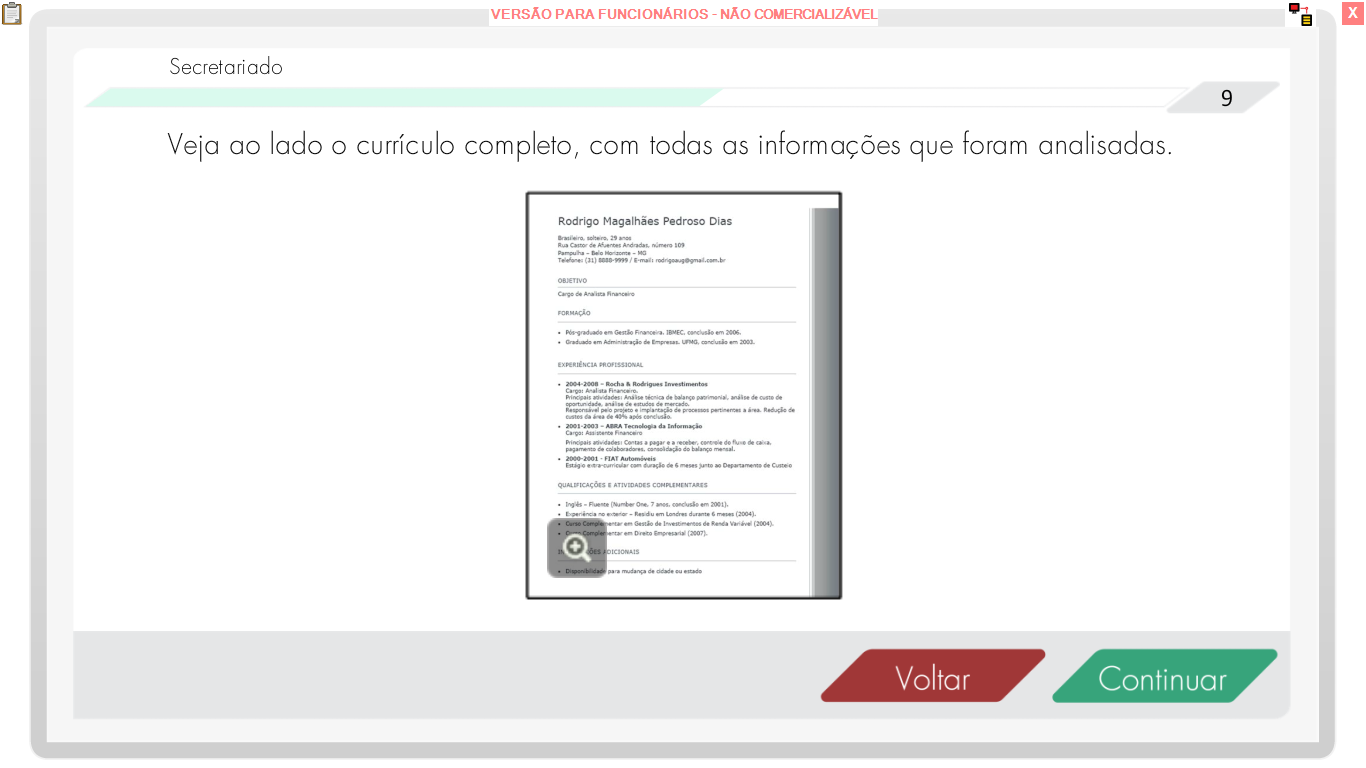 VERSÃO PARA FUNCIONÁRIOS - NÃO COMERCIALIZÁVEL
X
Secretariado
9
Veja ao lado o currículo completo, com todas as informações que foram analisadas.
Rodrigo Magalhães Pedroso Dias
Brasileiro, solteiro, 29 anos
Rua Castor de Afuentes Andradas, número 109
Pampulha – Belo Horizonte – MG
Telefone: (31) 8888-9999 / E-mail: rodrigoaug@gmail.com.br
OBJETIVO
Cargo de Analista Financeiro
FORMAÇÃO
• Pós-graduado em Gestão Financeira. IBMEC, conclusão em 2006.
• Graduado em Administração de Empresas. UFMG, conclusão em 2003.
EXPERIÊNCIA PROFISSIONAL
• 2004-2008 – Rocha & Rodrigues Investimentos
Cargo: Analista Financeiro.
Principais atividades: Análise técnica de balanço patrimonial, análise de custo de
oportunidade, análise de estudos de mercado.
Responsável pelo projeto e implantação de processos pertinentes a área. Redução de
custos da área de 40% após conclusão.
• 2001-2003 – ABRA Tecnologia da Informação
Cargo: Assistente Financeiro
Principais atividades: Contas a pagar e a receber, controle do fluxo de caixa,
pagamento de colaboradores, consolidação do balanço mensal.
• 2000-2001 - FIAT Automóveis
Estágio extra-curricular com duração de 6 meses junto ao Departamento de Custeio
QUALIFICAÇÕES E ATIVIDADES COMPLEMENTARES
• Inglês – Fluente (Number One, 7 anos, conclusão em 2001).
• Experiência no exterior – Residiu em Londres durante 6 meses (2004).
• Curso Complementar em Gestão de Investimentos de Renda Variável (2004).
• Curso Complementar em Direito Empresarial (2007).
ADICIONAIS
• Disponibilidade para mudança de cidade ou estado
Voltar
Continuar